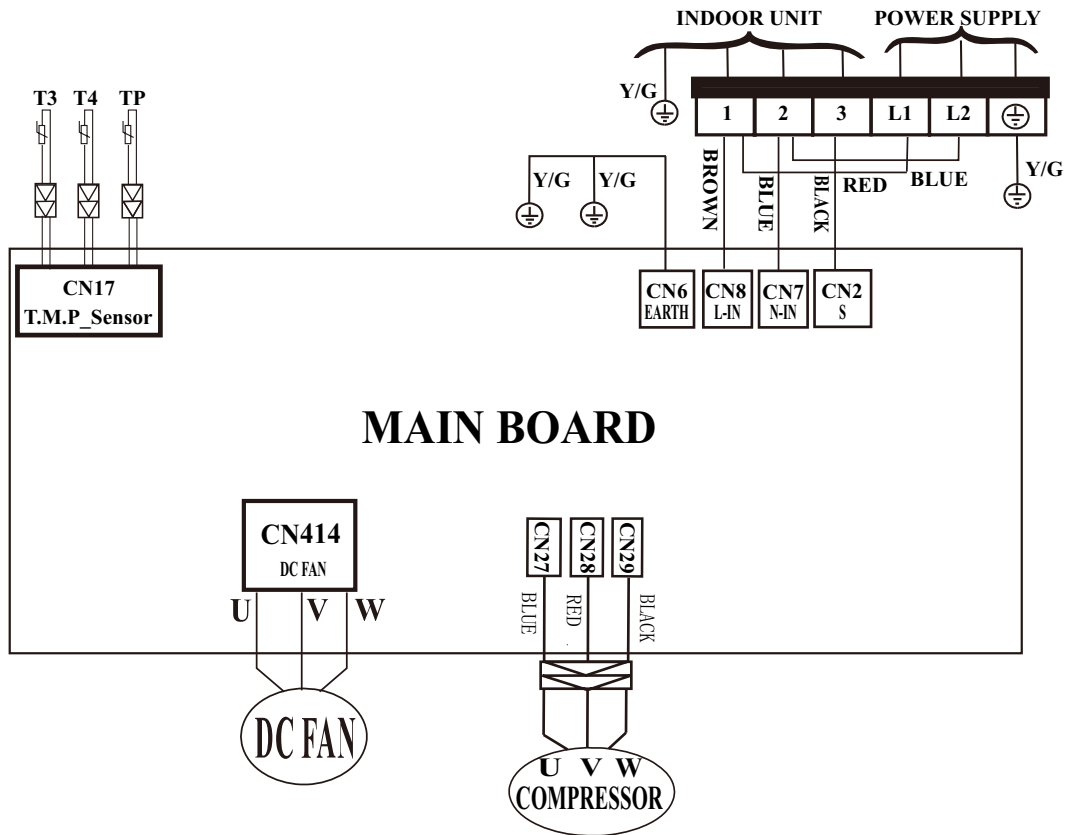 INDOOR UNIT POWER SUPPLY
T3 T4 TP
Y/G
1 2 3 L1 L2
Y/G Y/G
BROWN
BLUE
BLACK
RED
BLUE
Y/G
CN17
T.M.P_Sensor
CN6
EARTH
CN8
L-IN
CN7
N-IN
CN2
S
MAIN BOARD
CN414
DC FAN
U V W
CN27
CN28
CN29
BLUE
RED
BLACK
DC FAN
U V W
COMPRESSOR